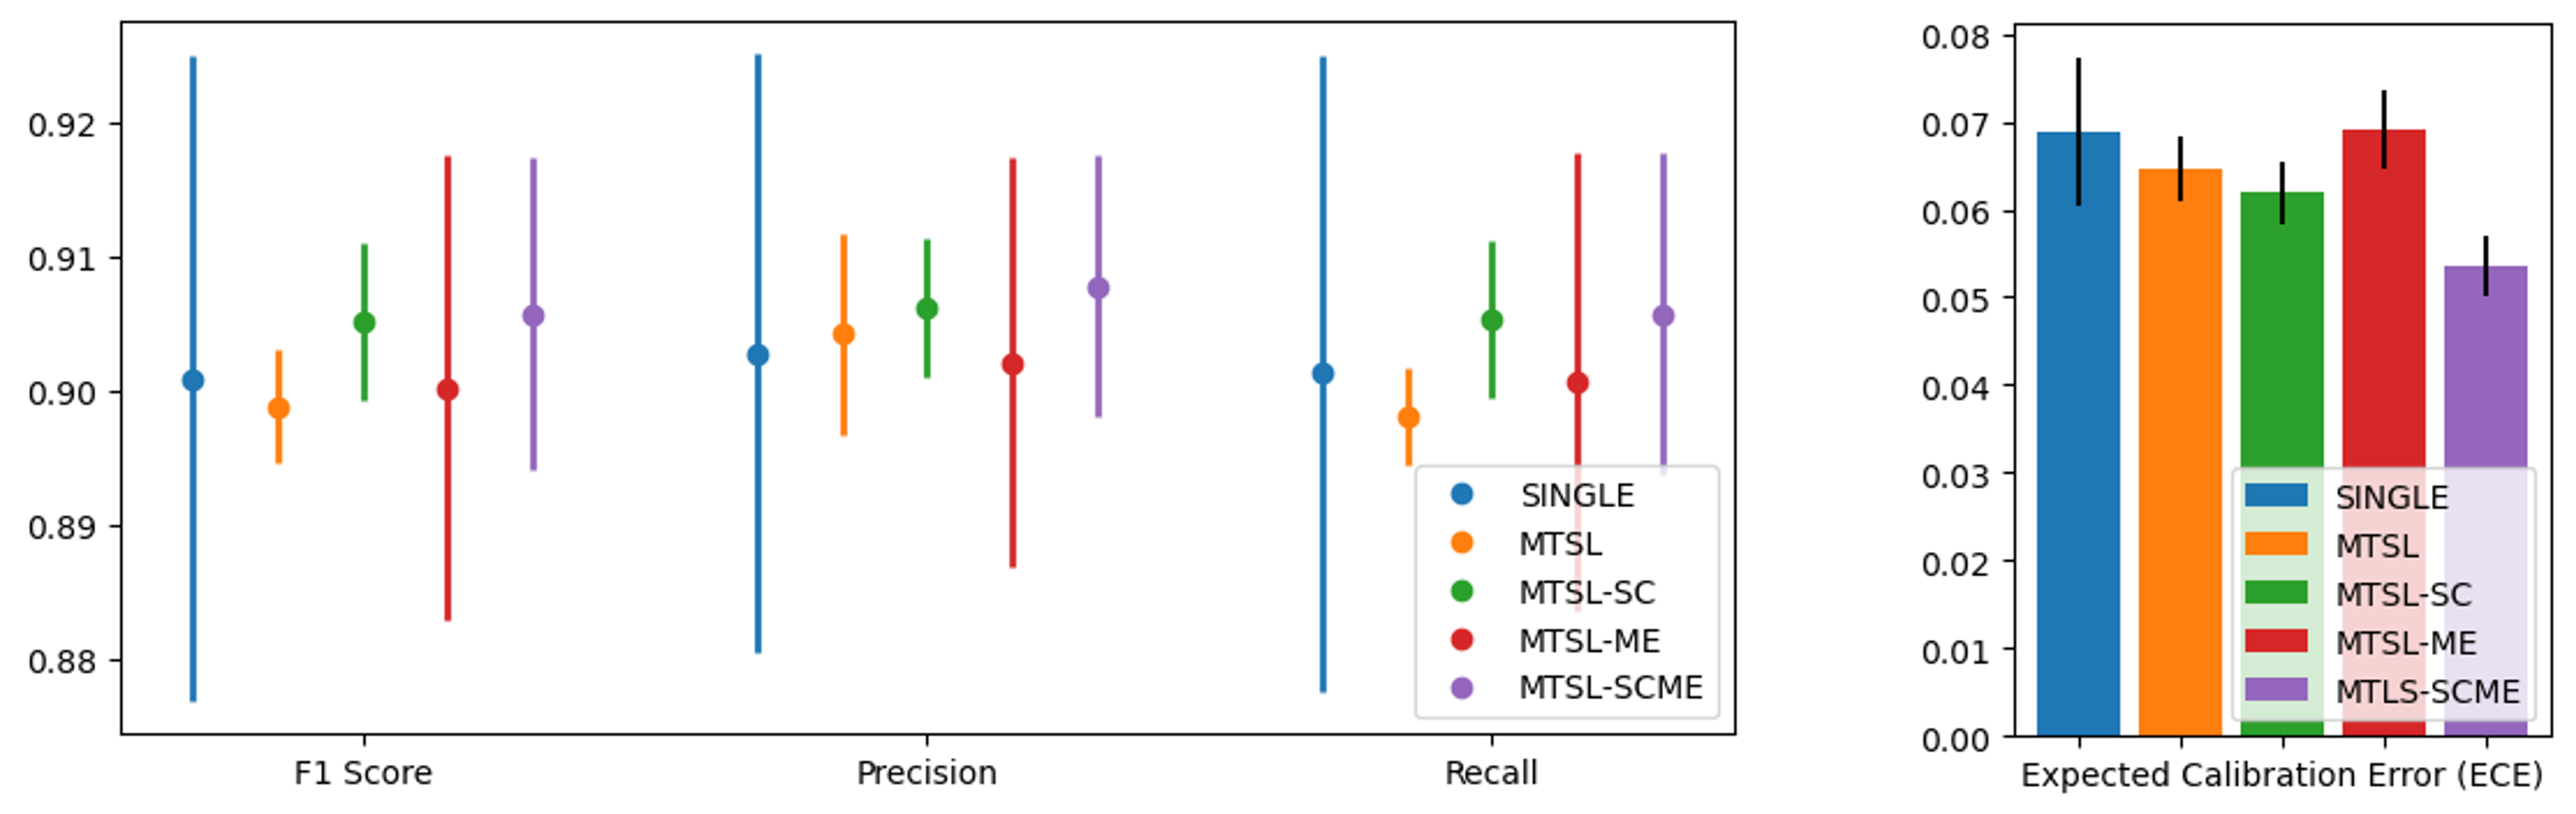 0.92
0.91
0.90
0.89
0.88
F1 Score
Precision
Recall
SINGLE
MTSL
MTSL-SC
MTSL-ME
MTSL-SCME
0.08
0.07
0.06
0.05
0.04
0.03
0.02
0.01
0.00
Expected Calibration Error (ECE)
SINGLE
MTSL
MTSL-SC
MTSL-ME
MTLS-SCME